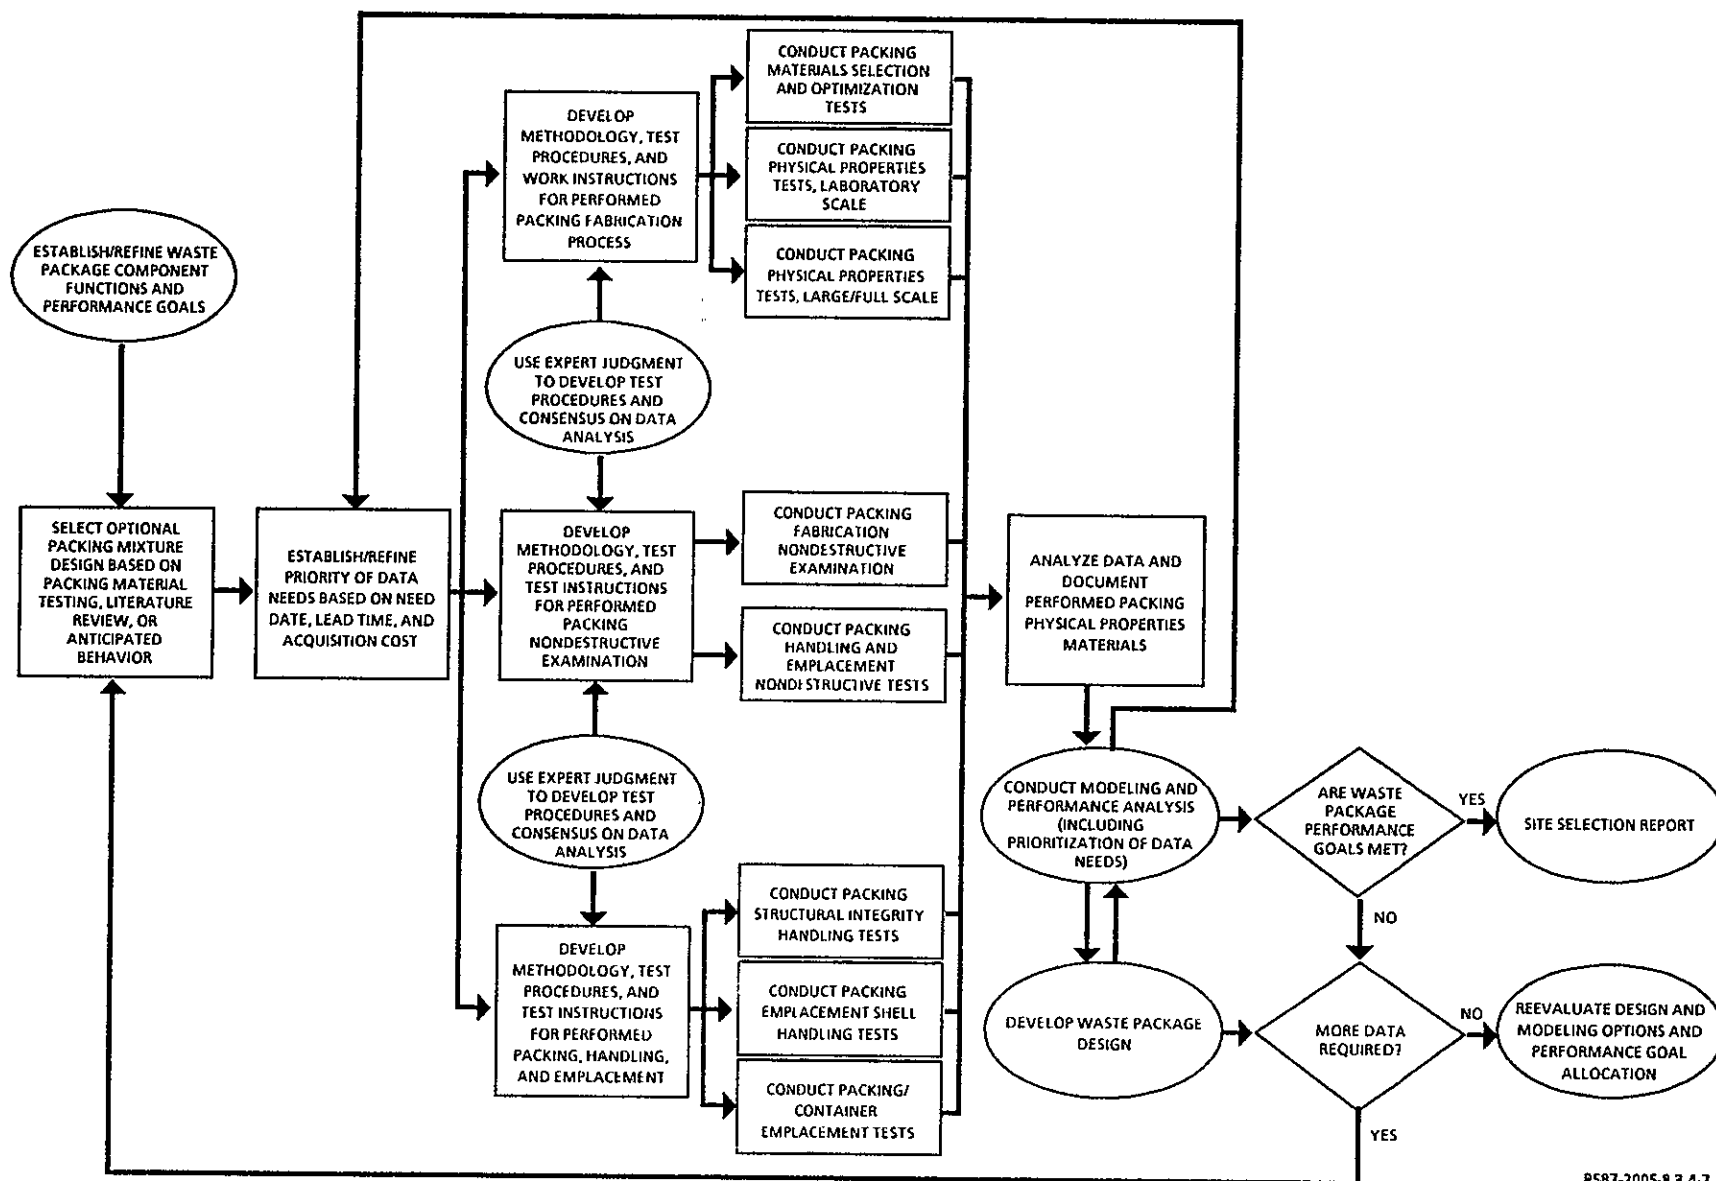 ESTABLISH/REFINE WASTE
PACKAGE COMPONENT
FUNCTIONS AND
PERFORMANCE GOALS
SELECT OPTIONAL
PACKING MIXTURE
DESIGN BASED ON
PACKING MATERIAL
TESTING, LITERATURE
REVIEW, OR
ANTICIPATED
BEHAVIOR
ESTABLISH/REFINE
PRIORITY OF DATA
NEEDS BASED ON NEED
DATE, LEAD TIME, AND
ACQUISITION COST
DEVELOP
METHODOLOGY, TEST
PROCEDURES, AND
WORK INSTRUCTIONS
FOR PERFORMED
PACKING FABRICATION
PROCESS
USE EXPERT JUDGMENT
TO DEVELOP TEST
PROCEDURES AND
CONSENSUS ON DATA
ANALYSIS
DEVELOP
METHODOLOGY, TEST
PROCEDURES, AND
TEST INSTRUCTIONS
FOR PERFORMED
PACKING
NONDESTRUCTIVE
EXAMINATION
USE EXPERT JUDGMENT
TO DEVELOP TEST
PROCEDURES AND
CONSENSUS ON DATA
ANALYSIS
DEVELOP
METHODOLOGY, TEST
PROCEDURES, AND
TEST INSTRUCTIONS
FOR PERFORMED
PACKING, HANDLING,
AND EMPLACEMENT
CONDUCT PACKING
MATERIALS SELECTION
AND OPTIMIZATION
TESTS
CONDUCT PACKING
PHYSICAL PROPERTIES
TESTS, LABORATORY
SCALE
CONDUCT PACKING
PHYSICAL PROPERTIES
TESTS, LARGE/FULL SCALE
CONDUCT PACKING
FABRICATION
NONDESTRUCTIVE
EXAMINATION
CONDUCT PACKING
HANDLING AND
EMPLACEMENT
NONDESTRUCTIVE TESTS
CONDUCT PACKING
STRUCTURAL INTEGRITY
HANDLING TESTS
CONDUCT PACKING
EMPLACEMENT SHELL
HANDLING TESTS
CONDUCT PACKING/
CONTAINER
EMPLACEMENT TESTS
ANALYZE DATA AND
DOCUMENT
PERFORMED PACKING
PHYSICAL PROPERTIES
MATERIALS
CONDUCT MODELING AND
PERFORMANCE ANALYSIS
(INCLUDING
PRIORITIZATION OF DATA
NEEDS)
DEVELOP WASTE PACKAGE
DESIGN
ARE WASTE
PACKAGE
PERFORMANCE
GOALS MET?
YES
SITE SELECTION REPORT
NO
MORE DATA
REQUIRED?
NO
REEVALUATE DESIGN AND
MODELING OPTIONS AND
PERFORMANCE GOAL
ALLOCATION
YES
PS87-2005-8.3.4-7